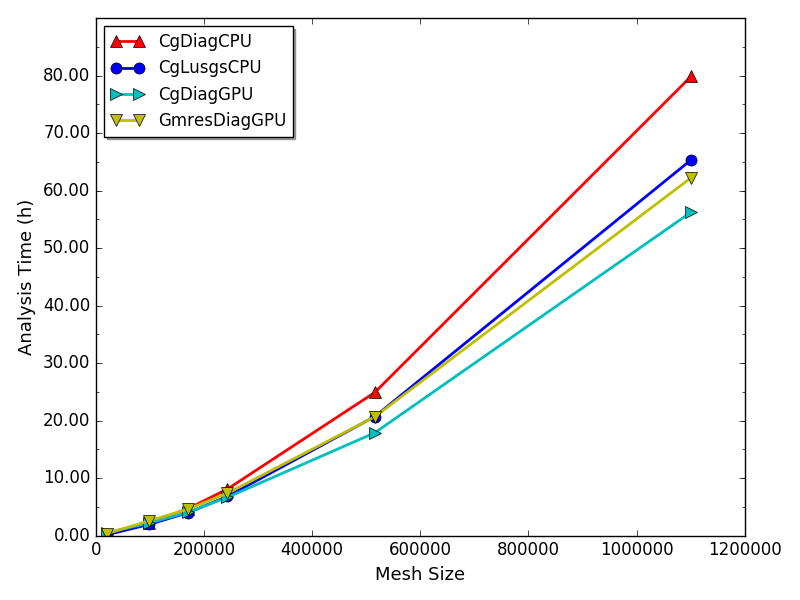 CgDiagCPU
CgLusgsCPU
CgDiagGPU
GmresDiagGPU
80.00
70.00
60.00
50.00
40.00
30.00
20.00
10.00
0.00
Analysis Time (h)
0 200000 400000 600000 800000 1000000 1200000
Mesh Size